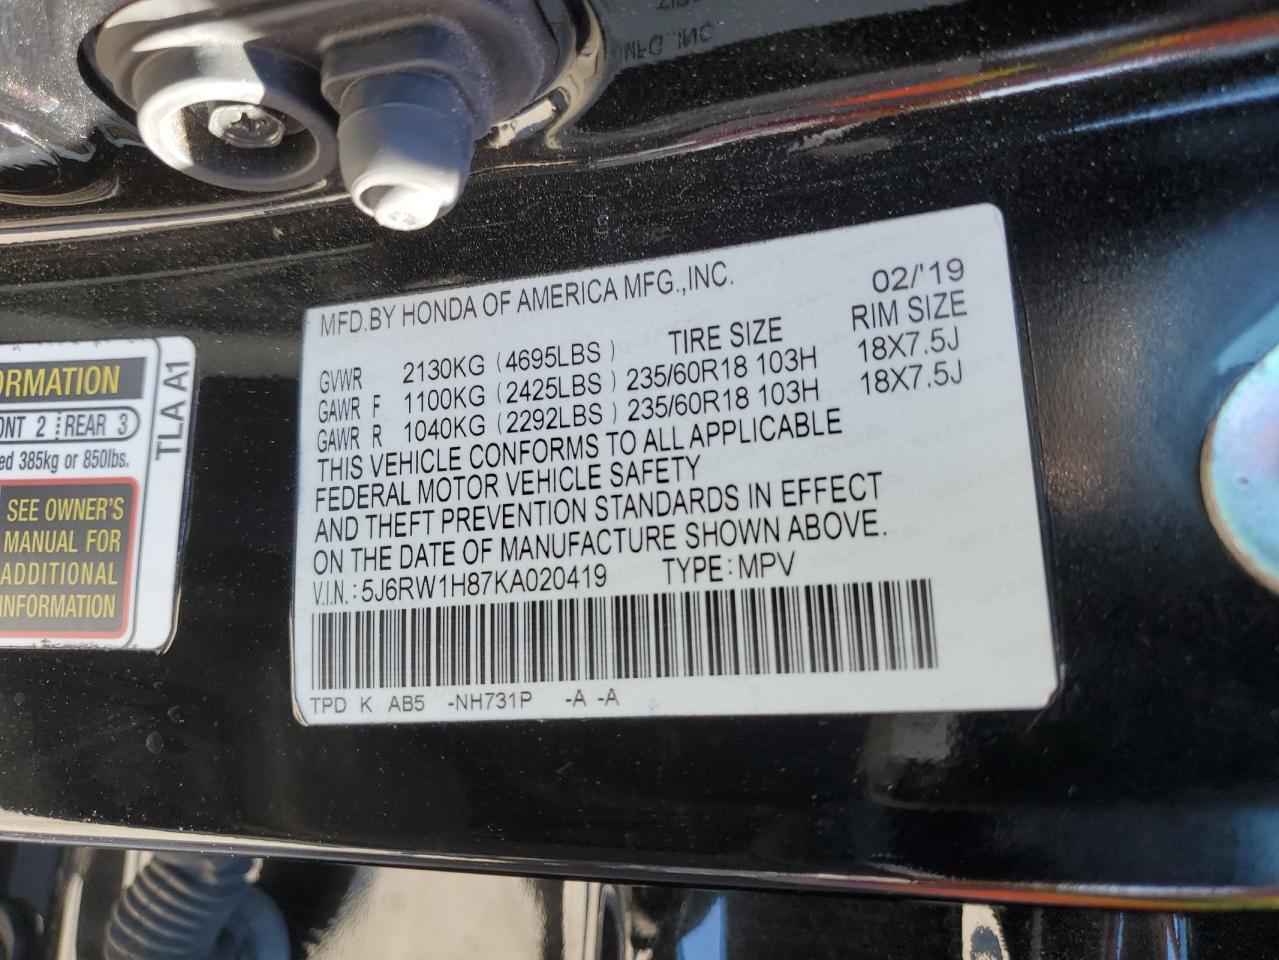 MFG., INC.
MFD.BY HONDA OF AMERICA MFG.,INC. 02/'19
TIRE SIZE RIM SIZE
GVWR 2130KG (4695LBS)
GAWR F 1100KG (2425LBS) 235/60R18 103H 18X7.5J
GAWR R 1040KG (2292LBS) 235/60R18 103H 18X7.5J
THIS VEHICLE CONFORMS TO ALL APPLICABLE
FEDERAL MOTOR VEHICLE SAFETY
AND THEFT PREVENTION STANDARDS IN EFFECT
ON THE DATE OF MANUFACTURE SHOWN ABOVE.
V.I.N.: 5J6RW1H87KA020419 TYPE: MPV
TPD K AB5 -NH731P -A -A
REAR 3
2
385kg or 850lbs.
SEE OWNER'S
MANUAL FOR
ADDITIONAL
INFORMATION
TLA A1